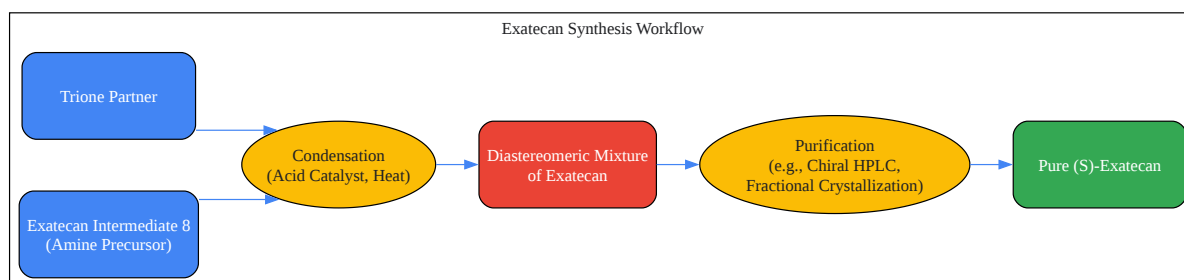 Exatecan Synthesis Workflow
Trione Partner
Exatecan Intermediate 8
(Amine Precursor)
Condensation
(Acid Catalyst, Heat)
Diastereomeric Mixture
of Exatecan
Purification
(e.g., Chiral HPLC,
Fractional Crystallization)
Pure (S)-Exatecan